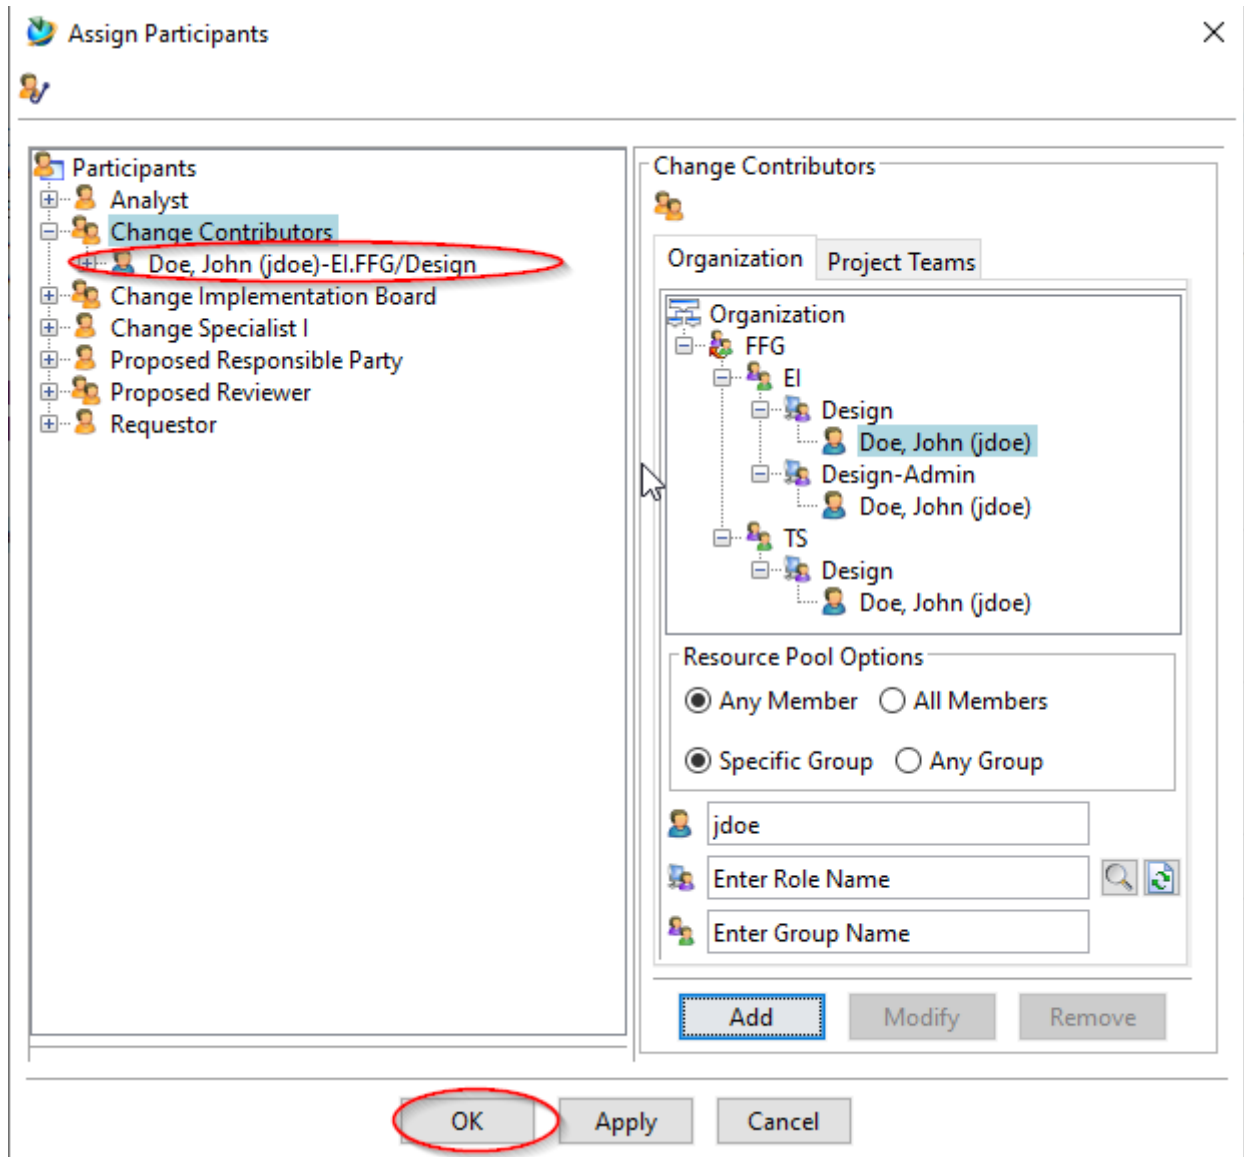 Assign Participants
Participants
Analyst
Change Contributors
Doe, John (jdoe)-EI.FFG/Design
Change Implementation Board
Change Specialist I
Proposed Responsible Party
Proposed Reviewer
Requestor
Change Contributors
Organization Project Teams
Organization
FFG
EI
Design
Doe, John (jdoe)
Design-Admin
Doe, John (jdoe)
TS
Design
Doe, John (jdoe)
Resource Pool Options
Any Member All Members
Specific Group Any Group
jdoe
Enter Role Name
Enter Group Name
Add Modify Remove
OK Apply Cancel